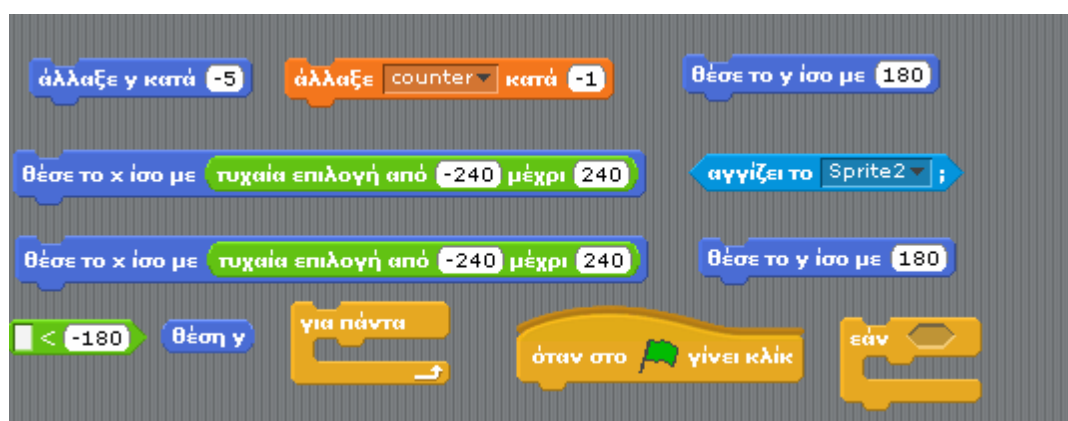 άλλαξε y κατά -5 άλλαξε counter κατά -1 θέσε το y ίσο με 180
θέσε το x ίσο με τυχαία επιλογή από -240 μέχρι 240 αγγίζει το Sprite2 ;
θέσε το x ίσο με τυχαία επιλογή από -240 μέχρι 240 θέσε το y ίσο με 180
< -180 θέση y για πάντα όταν στο γίνει κλίκ εάν